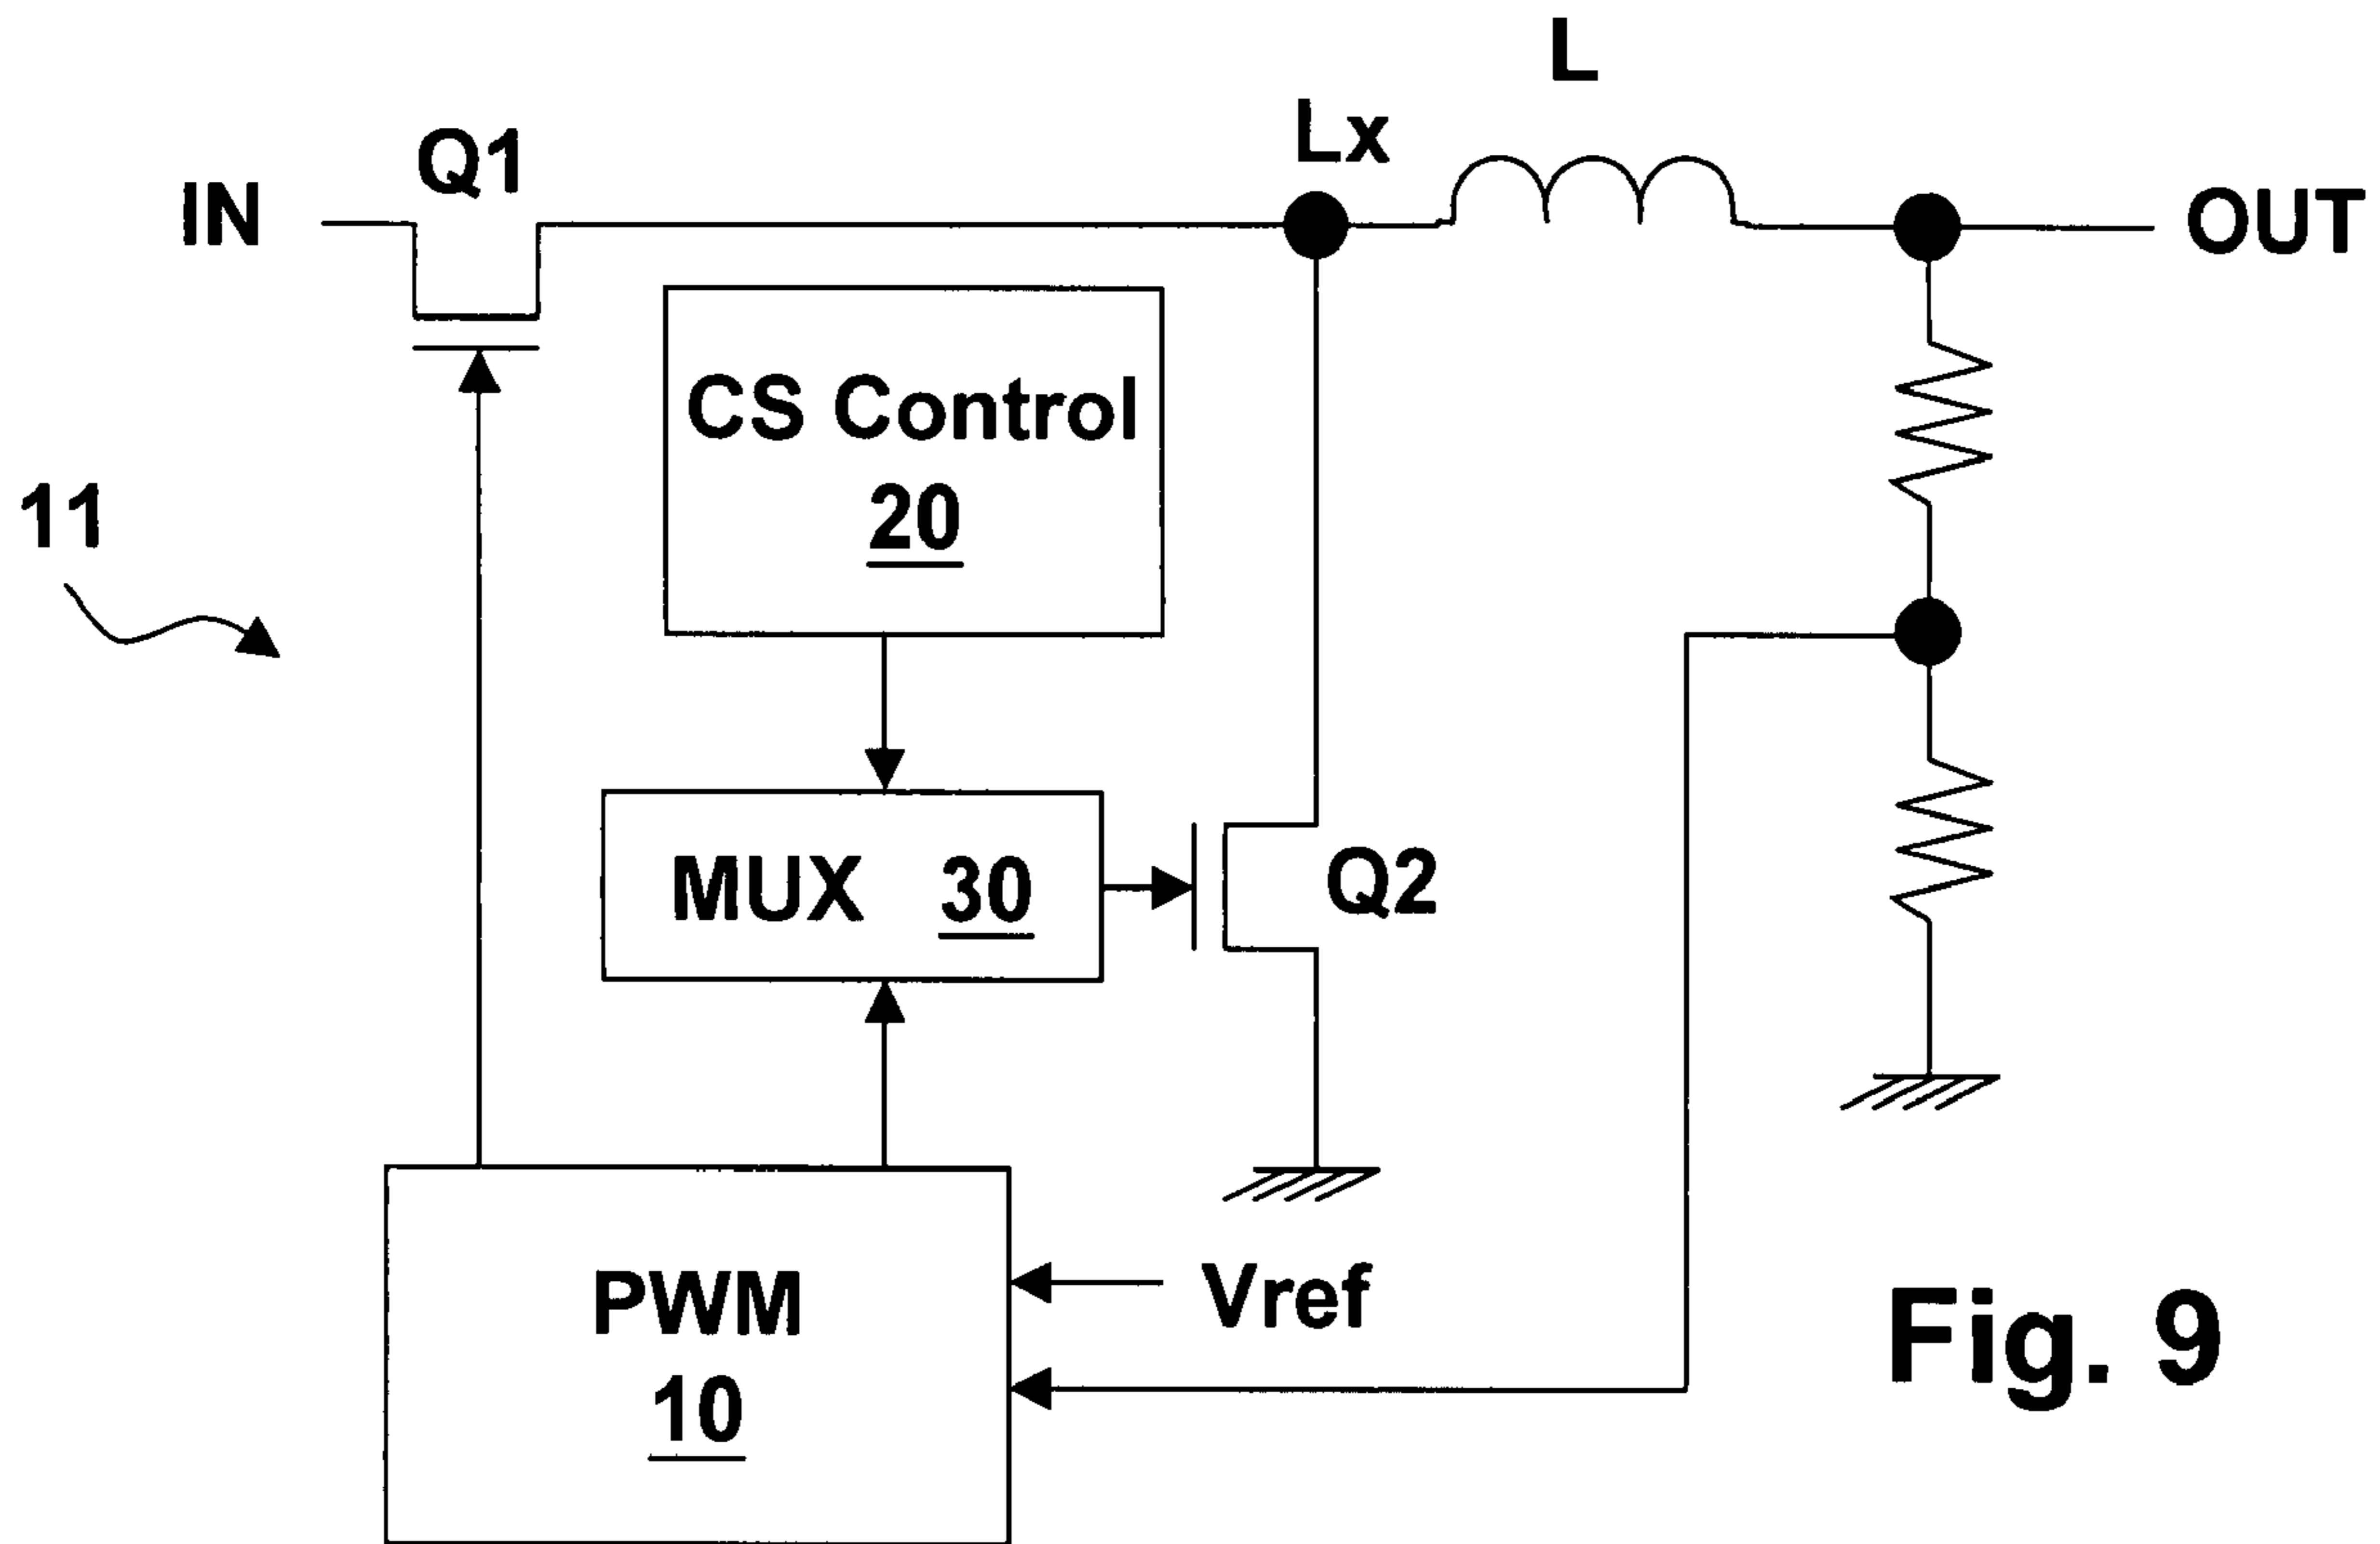 L
Lx
Q1
IN
OUT
CS Control
20
11
MUX 30
Q2
PWM
10
Vref
Fig. 9